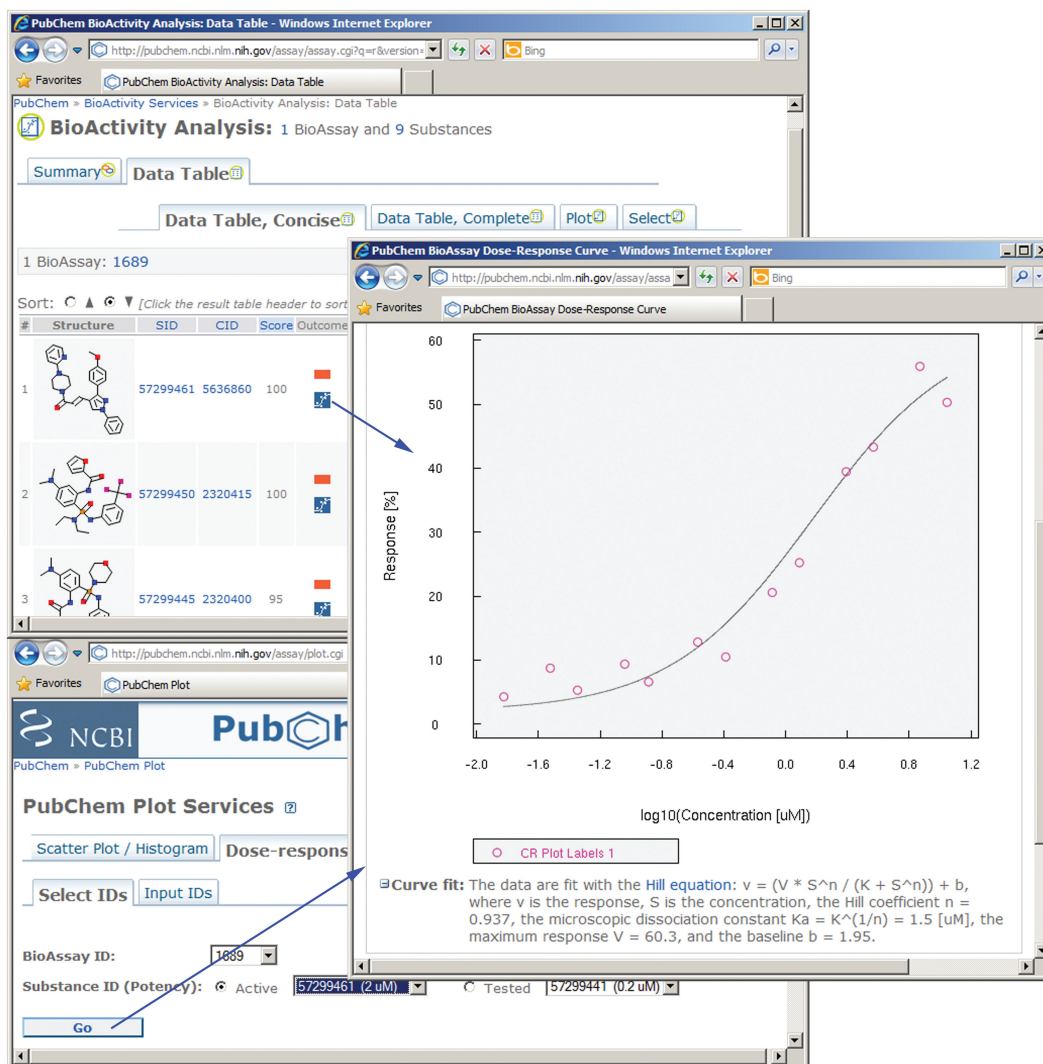 PubChem BioActivity Analysis: Data Table - Windows Internet Explorer
http://pubchem.ncbi.nlm.nih.gov/assay/assay.cgi?q=r&version=
Bing
Favorites
PubChem BioActivity Analysis: Data Table
PubChem » BioActivity Services » BioActivity Analysis: Data Table
BioActivity Analysis: 1 BioAssay and 9 Substances
Summary
Data Table
Data Table, Concise
Data Table, Complete
Plot
Select
1 BioAssay: 1689
Sort: ▲ ▼ [Click the result table header to sort
# Structure SID CID Score Outcome
1 57299461 5636860 100
2 57299450 2320415 100
3 57299445 2320400 95
PubChem BioAssay Dose-Response Curve - Windows Internet Explorer
http://pubchem.ncbi.nlm.nih.gov/assay/assa
Bing
Favorites
PubChem BioAssay Dose-Response Curve
60
50
40
30
20
10
0
Response [%]
-2.0 -1.6 -1.2 -0.8 -0.4 0.0 0.4 0.8 1.2
log10(Concentration [uM])
CR Plot Labels 1
Curve fit: The data are fit with the Hill equation: v = (V * S^n / (K + S^n)) + b,
where v is the response, S is the concentration, the Hill coefficient n =
0.937, the microscopic dissociation constant Ka = K^(1/n) = 1.5 [uM], the
maximum response V = 60.3, and the baseline b = 1.95.
http://pubchem.ncbi.nlm.nih.gov/assay/plot.cgi
Favorites
PubChem Plot
NCBI
PubCh
PubChem » PubChem Plot
PubChem Plot Services ?
Scatter Plot / Histogram
Dose-respons
Select IDs
Input IDs
BioAssay ID: 1689
Substance ID (Potency): Active 57299461 (2 uM) Tested 57299441 (0.2 uM)
Go